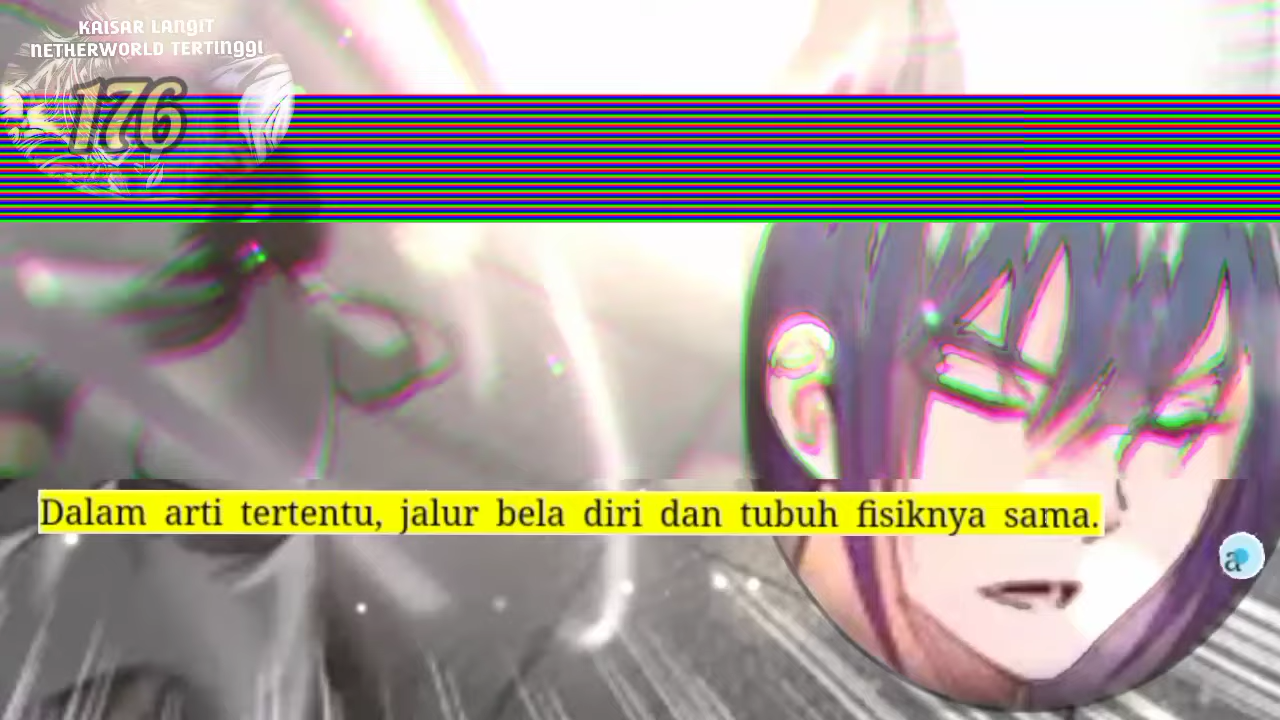 KAISAR LANGIT
NETHERWORLD TERTINGGI
176
Dalam arti tertentu, jalur bela diri dan tubuh fisiknya sama.
a